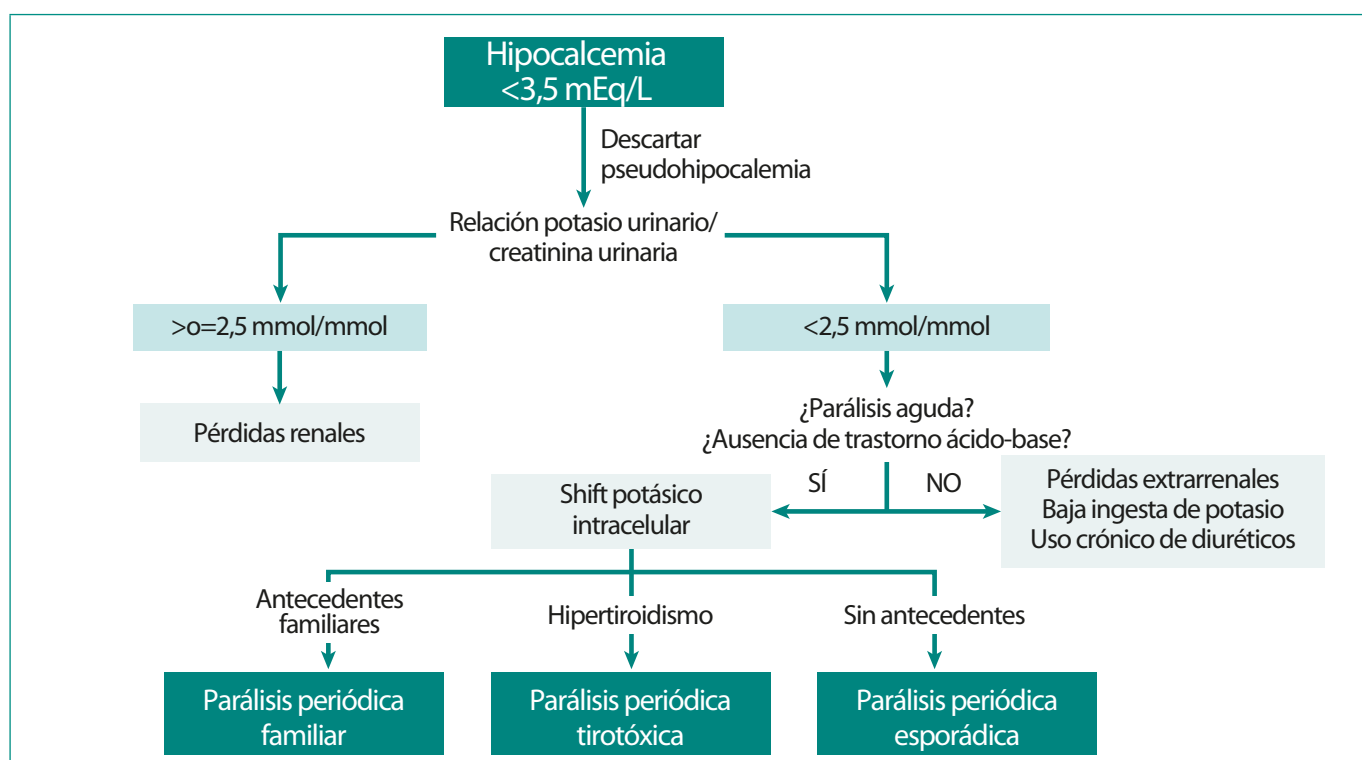 Hipocalcemia
<3,5 mEq/L
Descartar
pseudohipocalemia
Relación potasio urinario/
creatinina urinaria
>o=2,5 mmol/mmol
<2,5 mmol/mmol
Pérdidas renales
¿Parálisis aguda?
¿Ausencia de trastorno ácido-base?
SÍ
NO
Shift potásico
intracelular
Pérdidas extrarrenales
Baja ingesta de potasio
Uso crónico de diuréticos
Antecedentes
familiares
Hipertiroidismo
Sin antecedentes
Parálisis periódica
familiar
Parálisis periódica
tirotóxica
Parálisis periódica
esporádica